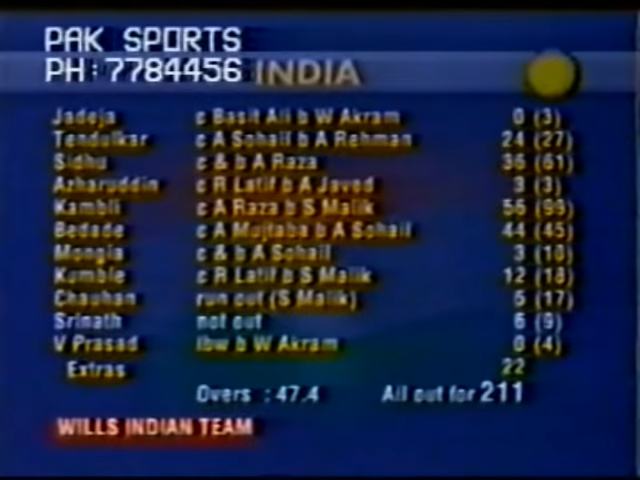 PAK SPORTS
PH:7784456 INDIA
Jadeja c Basit Ali b W Akram 0 (3)
Tendulkar c A Sohail b A Rehman 24 (27)
Sidhu c & b A Raza 36 (61)
Azharuddin c R Latif b A Javed 3 (3)
Kambli c A Raza b S Malik 56 (99)
Bedade c A Mujtaba b A Sohail 44 (45)
Mongia c & b A Sohail 3 (18)
Kumble c R Latif b S Malik 12 (18)
Chauhan run out (S Malik) 5 (17)
Srinath not out 6 (9)
V Prasad lbw b W Akram 0 (4)
Extras 22
Overs : 47.4 All out for 211
WILLS INDIAN TEAM